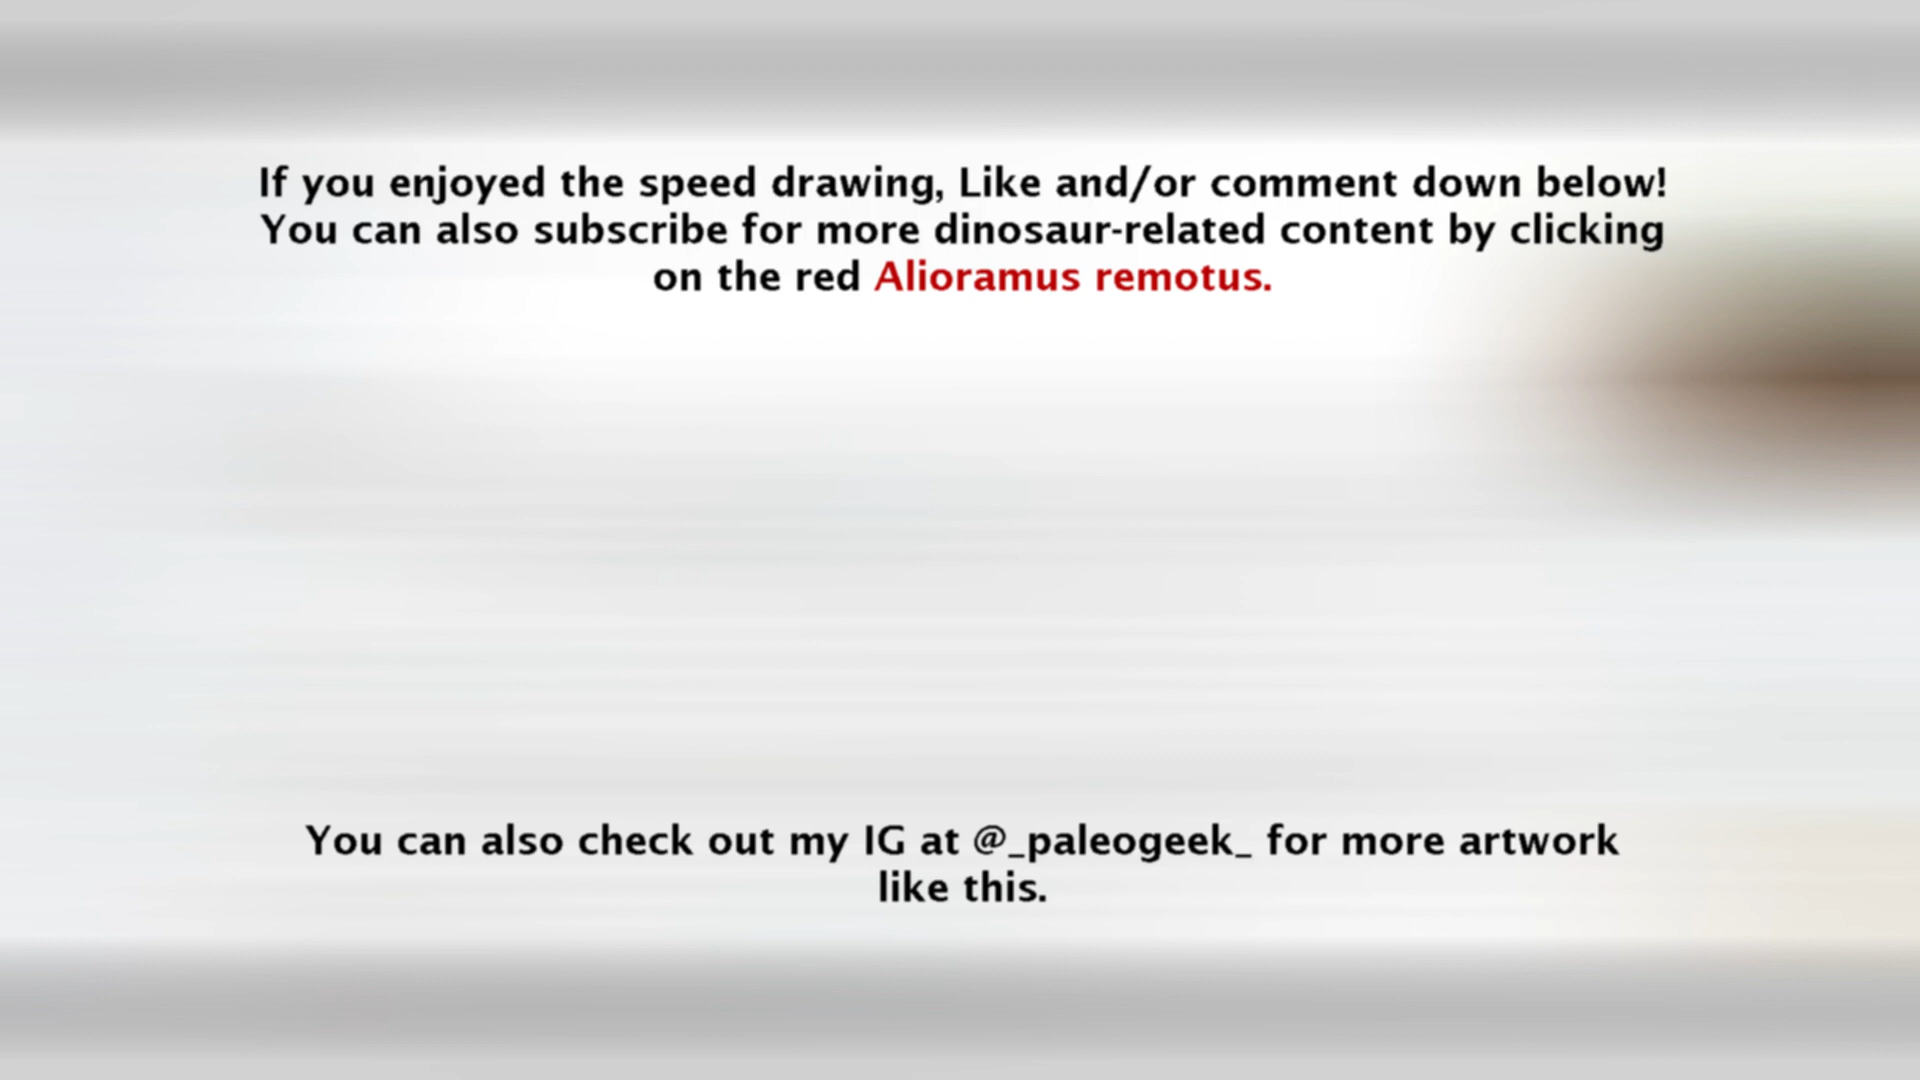 If you enjoyed the speed drawing, Like and/or comment down below!
You can also subscribe for more dinosaur-related content by clicking
on the red Alioramus remotus.
You can also check out my IG at @_paleogeek_ for more artwork
like this.